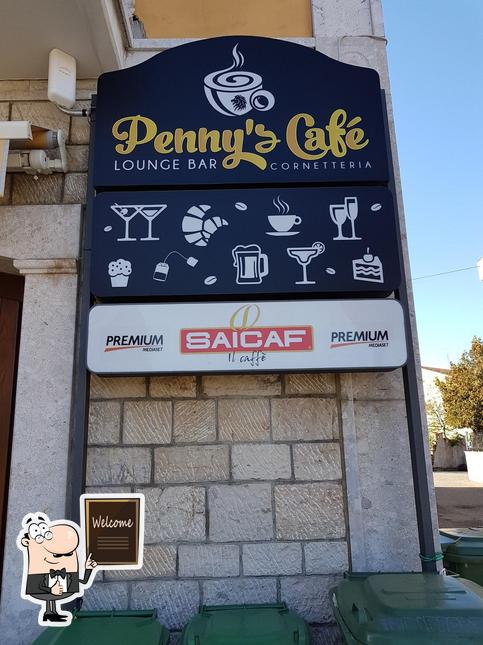 Penny's Café
LOUNGE BAR CORNETTERIA
PREMIUM MEDIASET
SAICAF
Il caffè
PREMIUM MEDIASET
Welcome